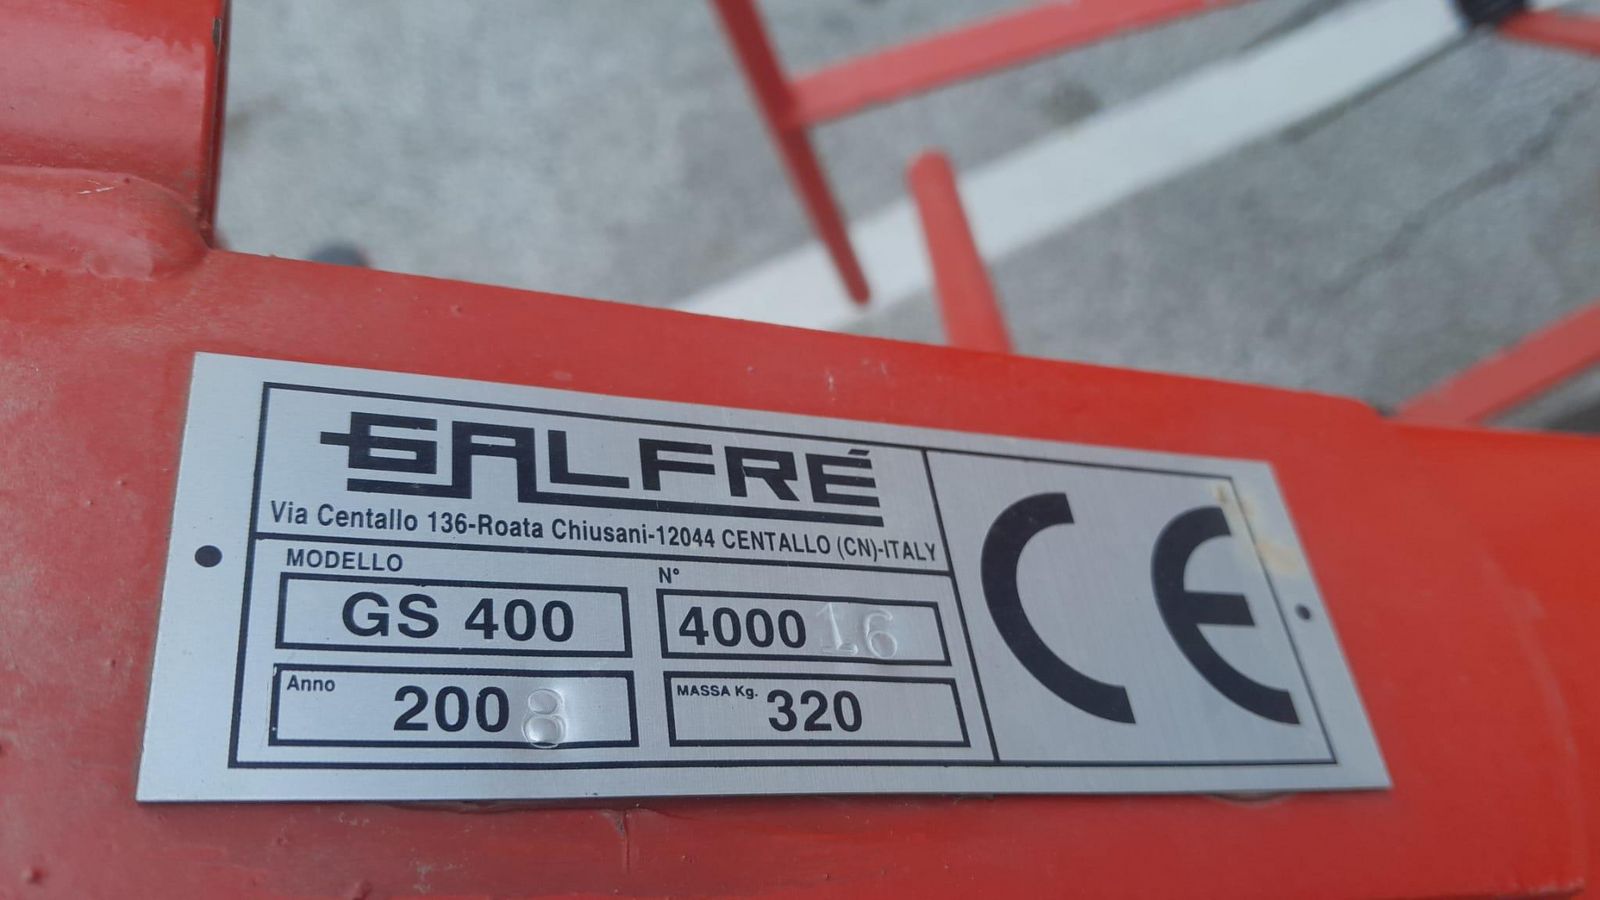 GALFRÉ
Via Centallo 136-Roata Chiusani-12044 CENTALLO (CN)-ITALY
MODELLO
GS 400
N°
400016
Anno 2008
MASSA Kg. 320
CE